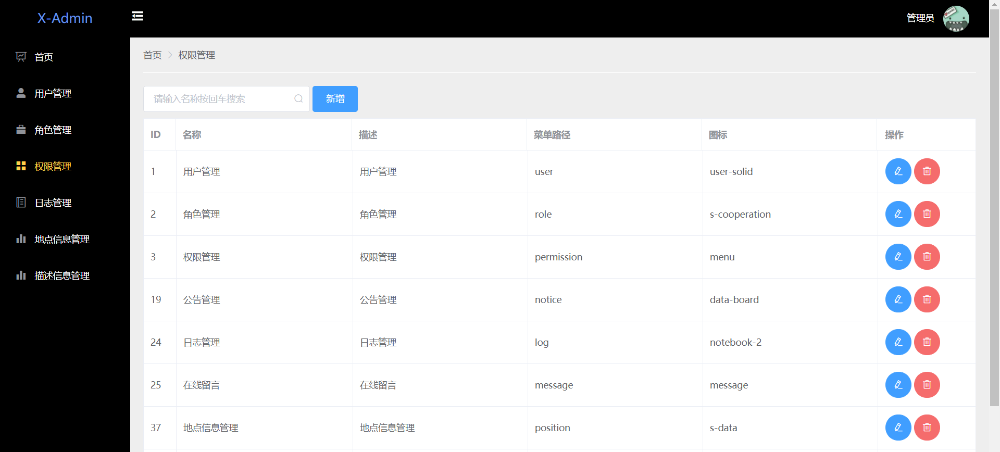 X-Admin
管理员
首页
用户管理
角色管理
权限管理
日志管理
地点信息管理
描述信息管理
首页 > 权限管理
请输入名称按回车搜索 新增
ID 名称 描述 菜单路径 图标 操作
1 用户管理 用户管理 user user-solid
2 角色管理 角色管理 role s-cooperation
3 权限管理 权限管理 permission menu
19 公告管理 公告管理 notice data-board
24 日志管理 日志管理 log notebook-2
25 在线留言 在线留言 message message
37 地点信息管理 地点信息管理 position s-data